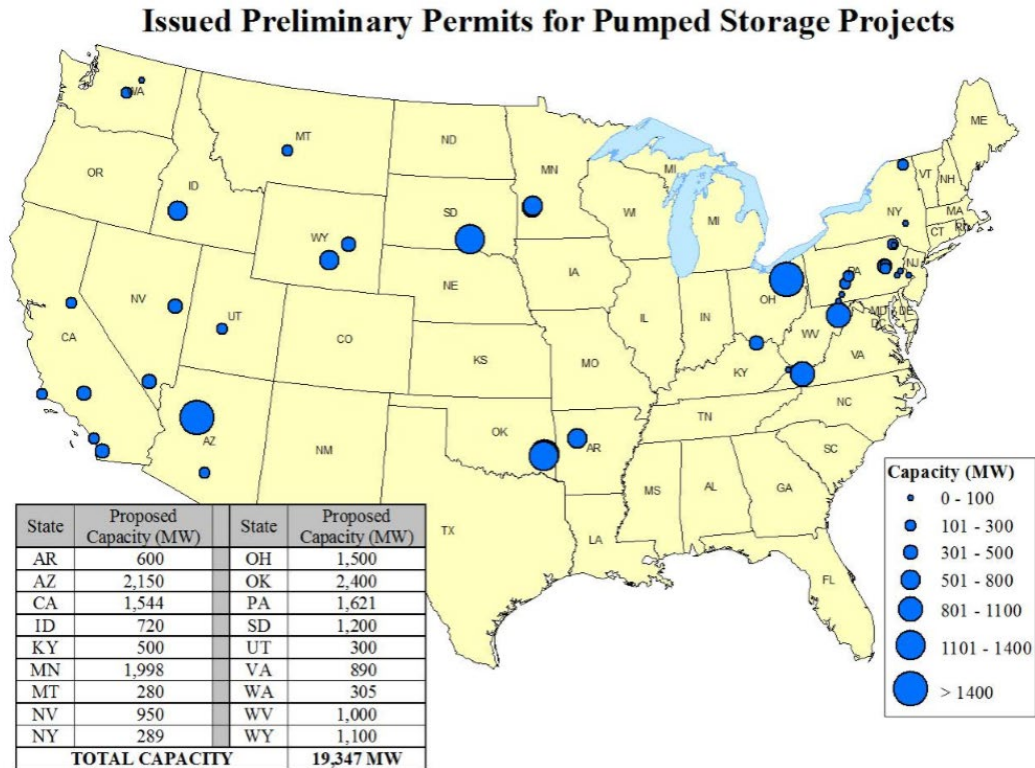 Issued Preliminary Permits for Pumped Storage Projects
WA
MT
ND
MN
ME
OR
ID
SD
WI
MI
MI
VT
NH
NY
MA
CT
RI
WY
NE
IA
PA
NJ
NV
UT
CO
IL
IN
OH
WV
MD
DE
CA
KS
MO
KY
VA
AZ
NM
OK
AR
TN
NC
SC
TX
LA
MS
AL
GA
FL
State Proposed Capacity (MW) State Proposed Capacity (MW)
AR 600 OH 1,500
AZ 2,150 OK 2,400
CA 1,544 PA 1,621
ID 720 SD 1,200
KY 500 UT 300
MN 1,998 VA 890
MT 280 WA 305
NV 950 WV 1,000
NY 289 WY 1,100
TOTAL CAPACITY 19,347 MW
Capacity (MW)
0 - 100
101 - 300
301 - 500
501 - 800
801 - 1100
1101 - 1400
> 1400